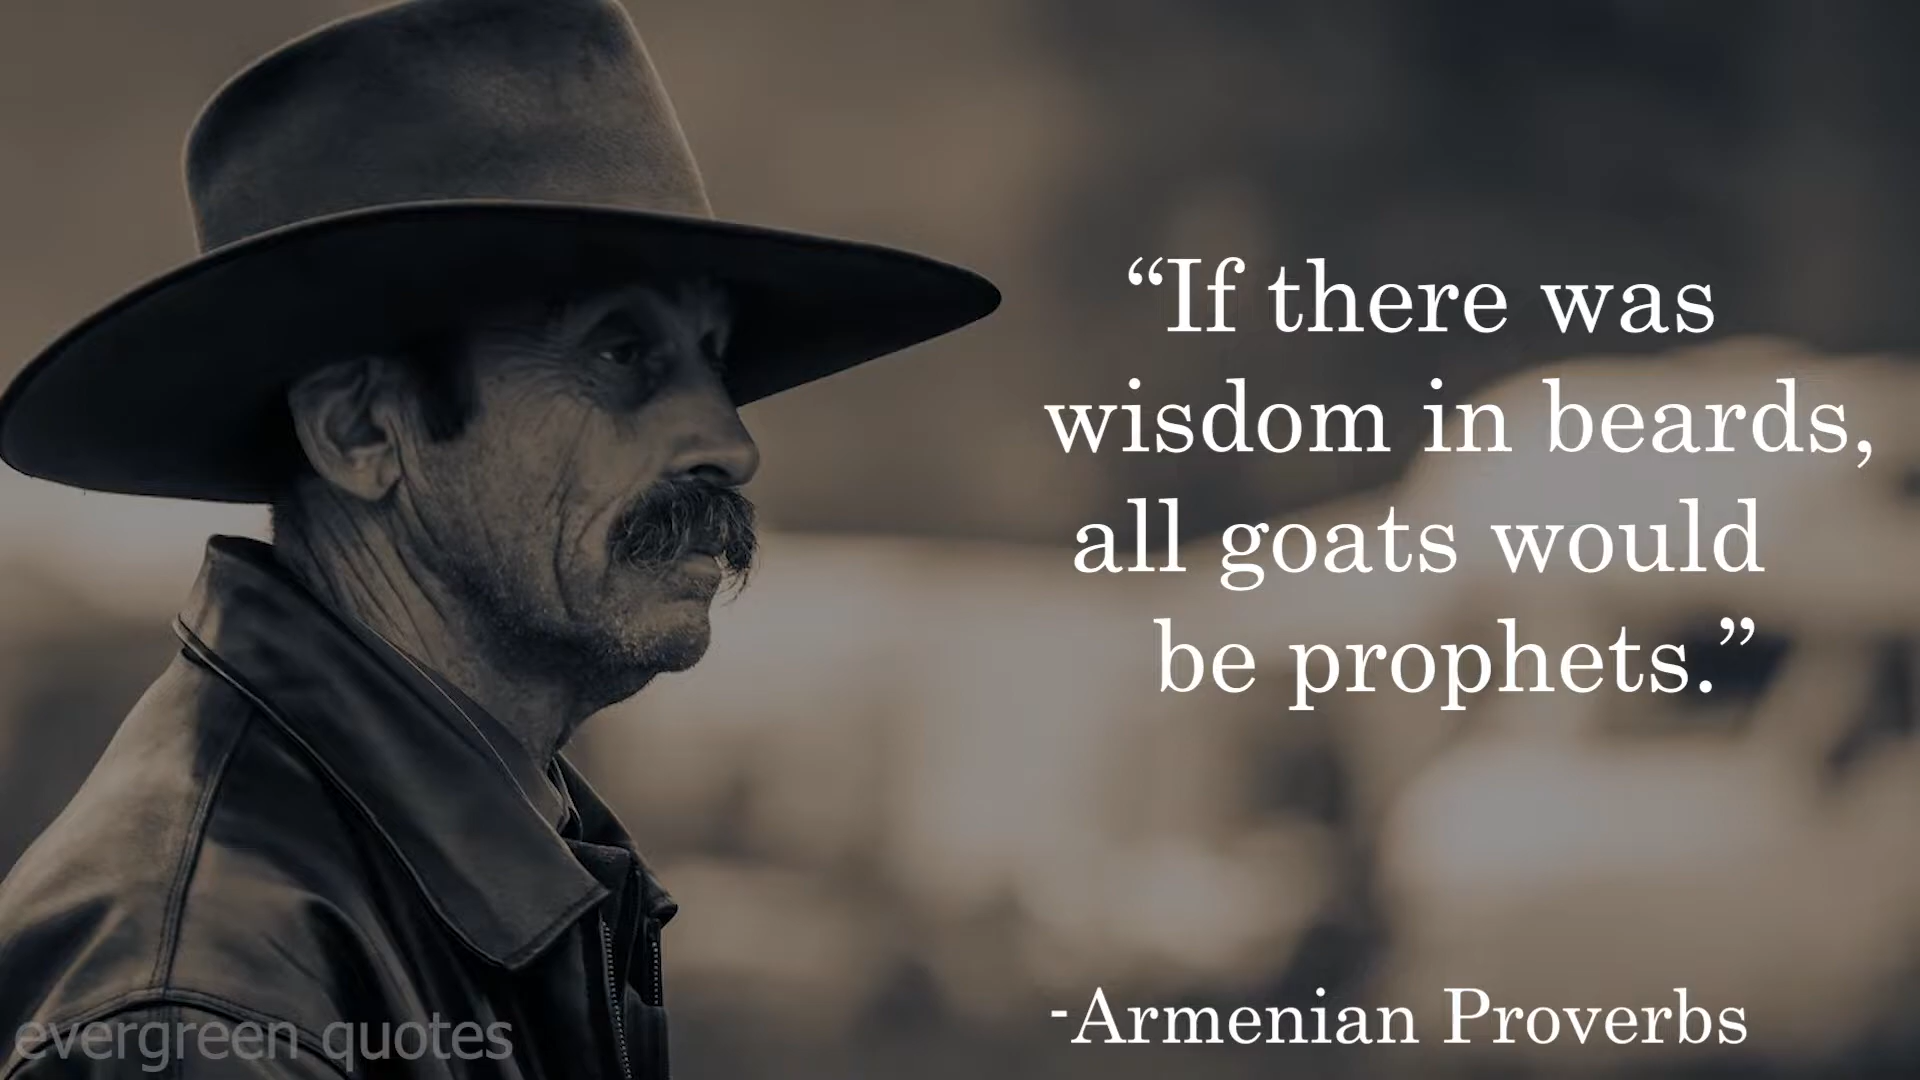 “If there was
wisdom in beards,
all goats would
be prophets.”
-Armenian Proverbs
evergreen quotes